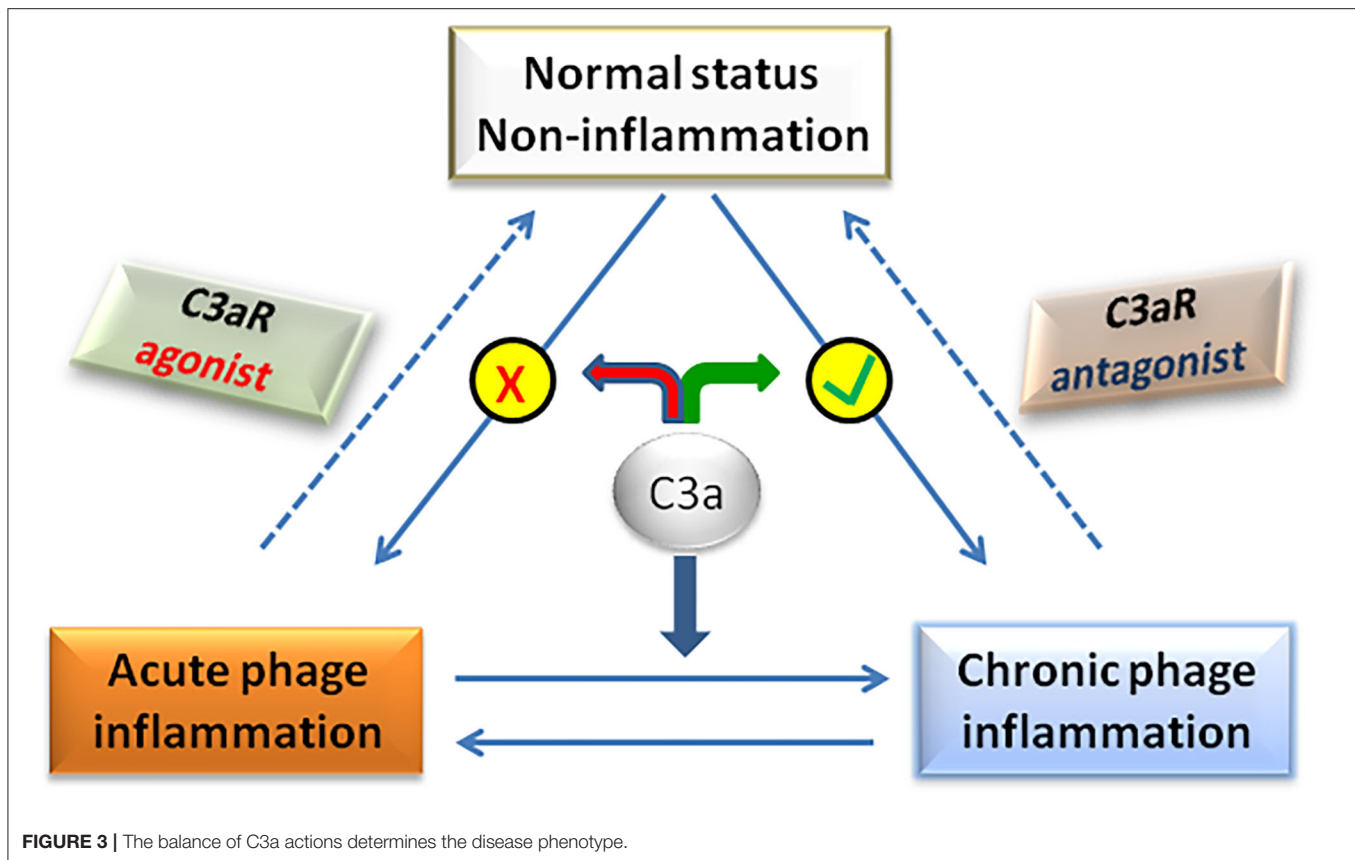 Normal status
Non-inflammation
C3aR
agonist
C3aR
antagonist
X
C3a
Acute phage
inflammation
Chronic phage
inflammation
FIGURE 3 | The balance of C3a actions determines the disease phenotype.